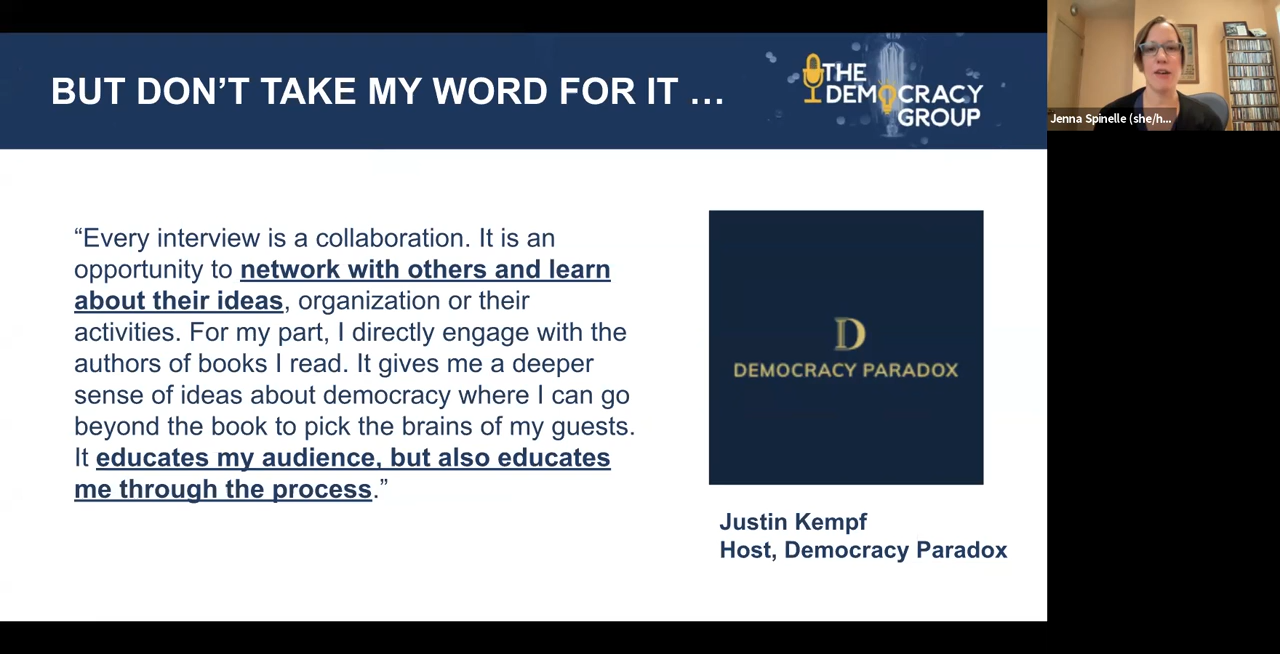 BUT DON’T TAKE MY WORD FOR IT …
THE
DEMOCRACY
GROUP
Jenna Spinelle (she/h...
“Every interview is a collaboration. It is an
opportunity to network with others and learn
about their ideas, organization or their
activities. For my part, I directly engage with the
authors of books I read. It gives me a deeper
sense of ideas about democracy where I can go
beyond the book to pick the brains of my guests.
It educates my audience, but also educates
me through the process.”
D
DEMOCRACY PARADOX
Justin Kempf
Host, Democracy Paradox